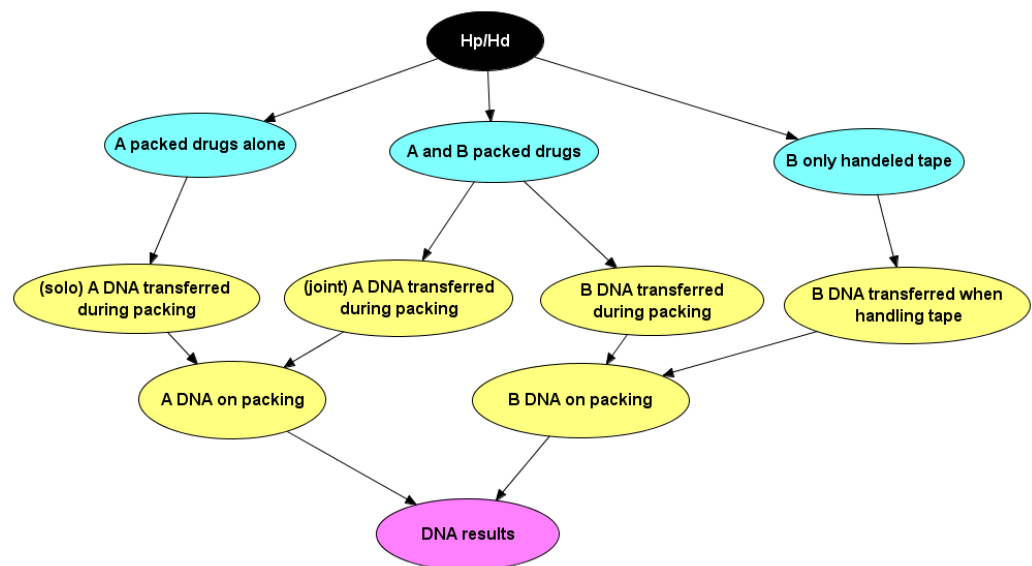 Hp/Hd
A packed drugs alone
A and B packed drugs
B only handeled tape
(solo) A DNA transferred
during packing
(joint) A DNA transferred
during packing
B DNA transferred
during packing
B DNA transferred when
handling tape
A DNA on packing
B DNA on packing
DNA results